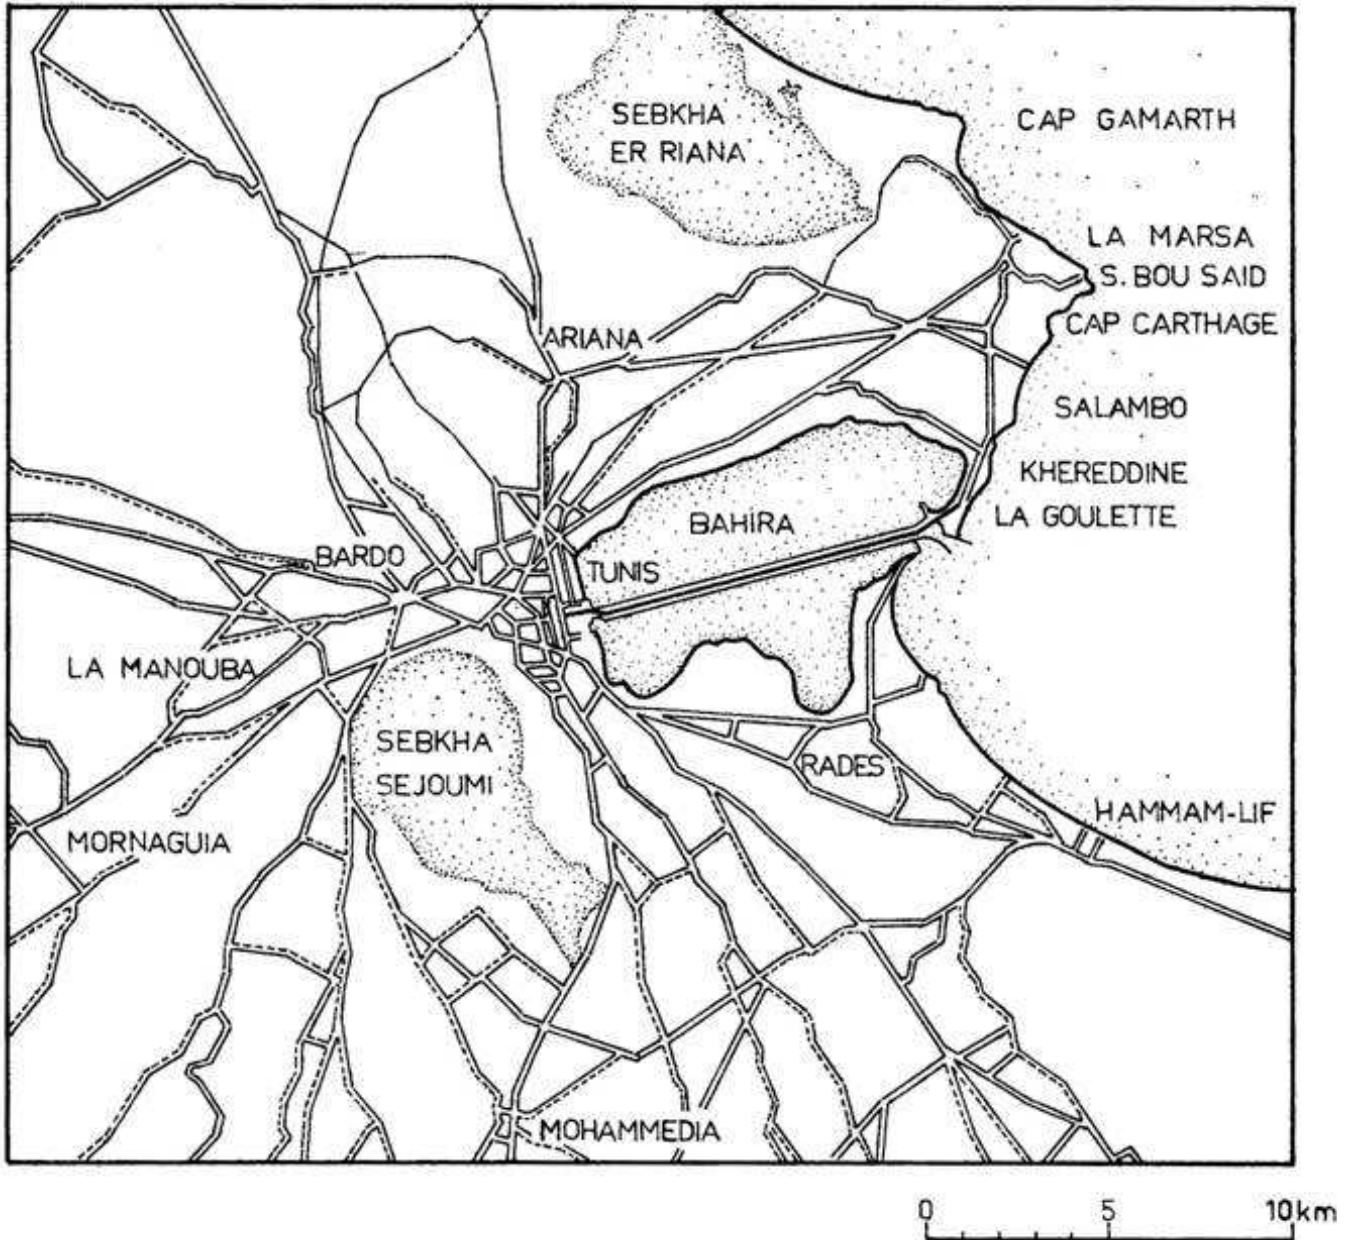 SEBKHA
ER RIANA
CAP GAMARTH
LA MARSA
S. BOU SAID
CAP CARTHAGE
ARIANA
SALAMBO
KHEREDDINE
LA GOULETTE
BAHIRA
BARDO
TUNIS
LA MANOUBA
SEBKHA
SEJOUMI
RADES
HAMMAM-LIF
MORNAGUIA
MOHAMMEDIA
0 5 10km